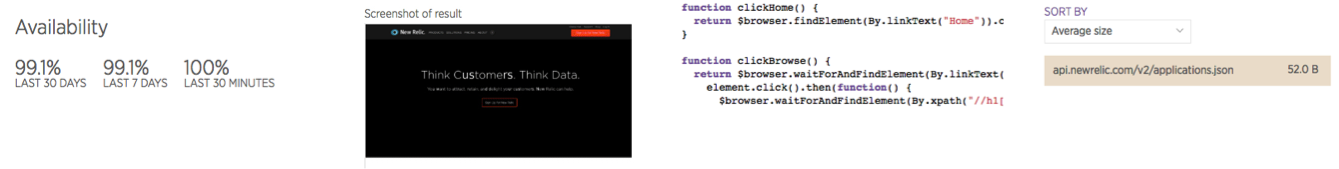 Availability
99.1%
LAST 30 DAYS
99.1%
LAST 7 DAYS
100%
LAST 30 MINUTES
Screenshot of result
New Relic.
Think Customers. Think Data.
function clickHome() {
return $browser.findElement(By.linkText("Home")).c
}
function clickBrowse() {
return $browser.waitForAndFindElement(By.linkText(
element.click().then(function() {
$browser.waitForAndFindElement(By.xpath("//h1[
SORT BY
Average size
api.newrelic.com/v2/applications.json
52.0 B